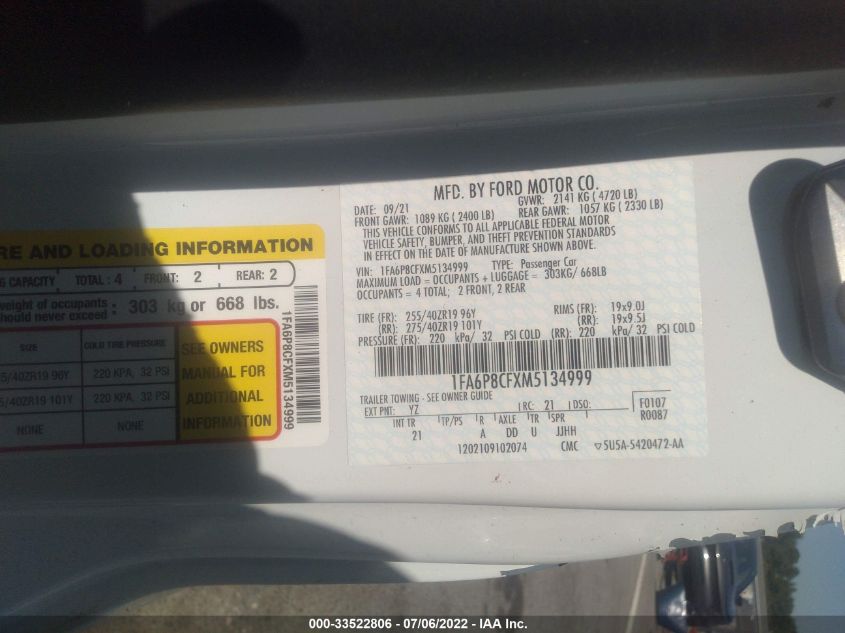 RE AND LOADING INFORMATION
G CAPACITY TOTAL : 4 FRONT: 2 REAR: 2
weight of occupants
should never exceed : 303 kg or 668 lbs.
SIZE COLD TIRE PRESSURE
5/40ZR19 96Y 220 KPA, 32 PSI
5/40ZR19 101Y 220 KPA, 32 PSI
NONE NONE
SEE OWNERS
MANUAL FOR
ADDITIONAL
INFORMATION
1FA6P8CFXM5134999
MFD. BY FORD MOTOR CO.
DATE: 09/21 GVWR: 2141 KG ( 4720 LB)
FRONT GAWR: 1089 KG ( 2400 LB) REAR GAWR: 1057 KG ( 2330 LB)
THIS VEHICLE CONFORMS TO ALL APPLICABLE FEDERAL MOTOR
VEHICLE SAFETY, BUMPER, AND THEFT PREVENTION STANDARDS
IN EFFECT ON THE DATE OF MANUFACTURE SHOWN ABOVE.
VIN: 1FA6P8CFXM5134999 TYPE: Passenger Car
MAXIMUM LOAD = OCCUPANTS + LUGGAGE = 303KG/ 668LB
OCCUPANTS = 4 TOTAL; 2 FRONT, 2 REAR
TIRE (FR): 255/40ZR19 96Y RIMS (FR): 19x9.0J
(RR): 275/40ZR19 101Y (RR): 19x9.5J
PRESSURE (FR): 220 kPa/ 32 PSI COLD (RR): 220 kPa/ 32 PSI COLD
1FA6P8CFXM5134999
TRAILER TOWING - SEE OWNER GUIDE
EXT PNT: YZ RC: 21 DSO: F0107
R0087
INT TR TP/PS R AXLE TR SPR
21 A DD U JJHH
1202109102074 CMC ▽5U5A-5420472-AA
000-33522806 - 07/06/2022 - IAA Inc.